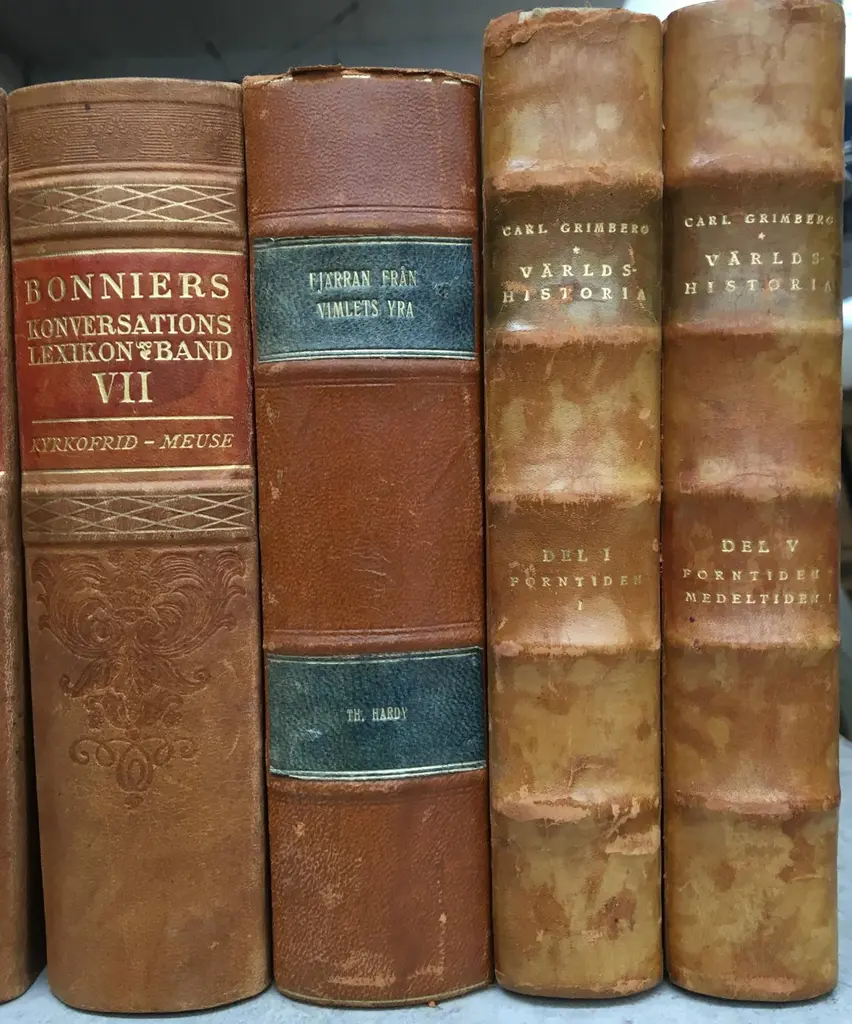 BONNIERS
KONVERSATIONS
LEXIKON BAND
VII
KYRKOFRID - MEUSE
FJÄRRAN FRÅN
VIMLETS YRA
TH. HARDY
CARL GRIMBERG
*
VÄRLDS-
HISTORIA
DEL I
FORNTIDEN
I
CARL GRIMBERG
*
VÄRLDS-
HISTORIA
DEL V
FORNTIDEN
MEDELTIDEN I